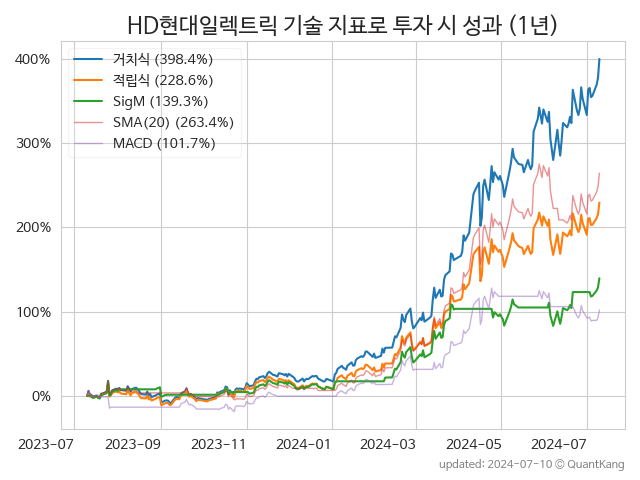 HD현대일렉트릭 기술 지표로 투자 시 성과 (1년)
400%
300%
200%
100%
0%
거치식 (398.4%)
적립식 (228.6%)
SigM (139.3%)
SMA(20) (263.4%)
MACD (101.7%)
2023-07 2023-09 2023-11 2024-01 2024-03 2024-05 2024-07
updated: 2024-07-10 © QuantKang